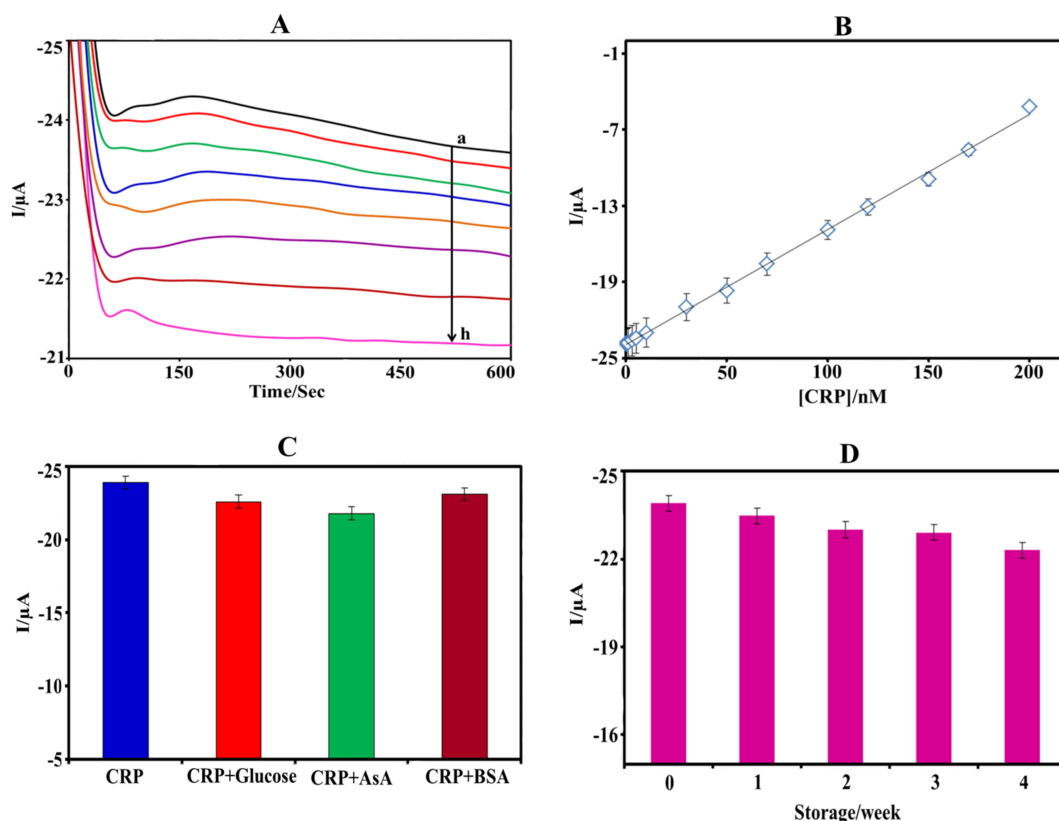 A
-25
-24
-23
-22
-21
I/µA
a
h
0
150
300
450
600
Time/Sec
B
-1
-7
-13
-19
-25
I/µA
0
50
100
150
200
[CRP]/nM
C
-25
-20
-15
-10
-5
I/µA
CRP
CRP+Glucose
CRP+AsA
CRP+BSA
D
-25
-22
-19
-16
I/µA
0
1
2
3
4
Storage/week